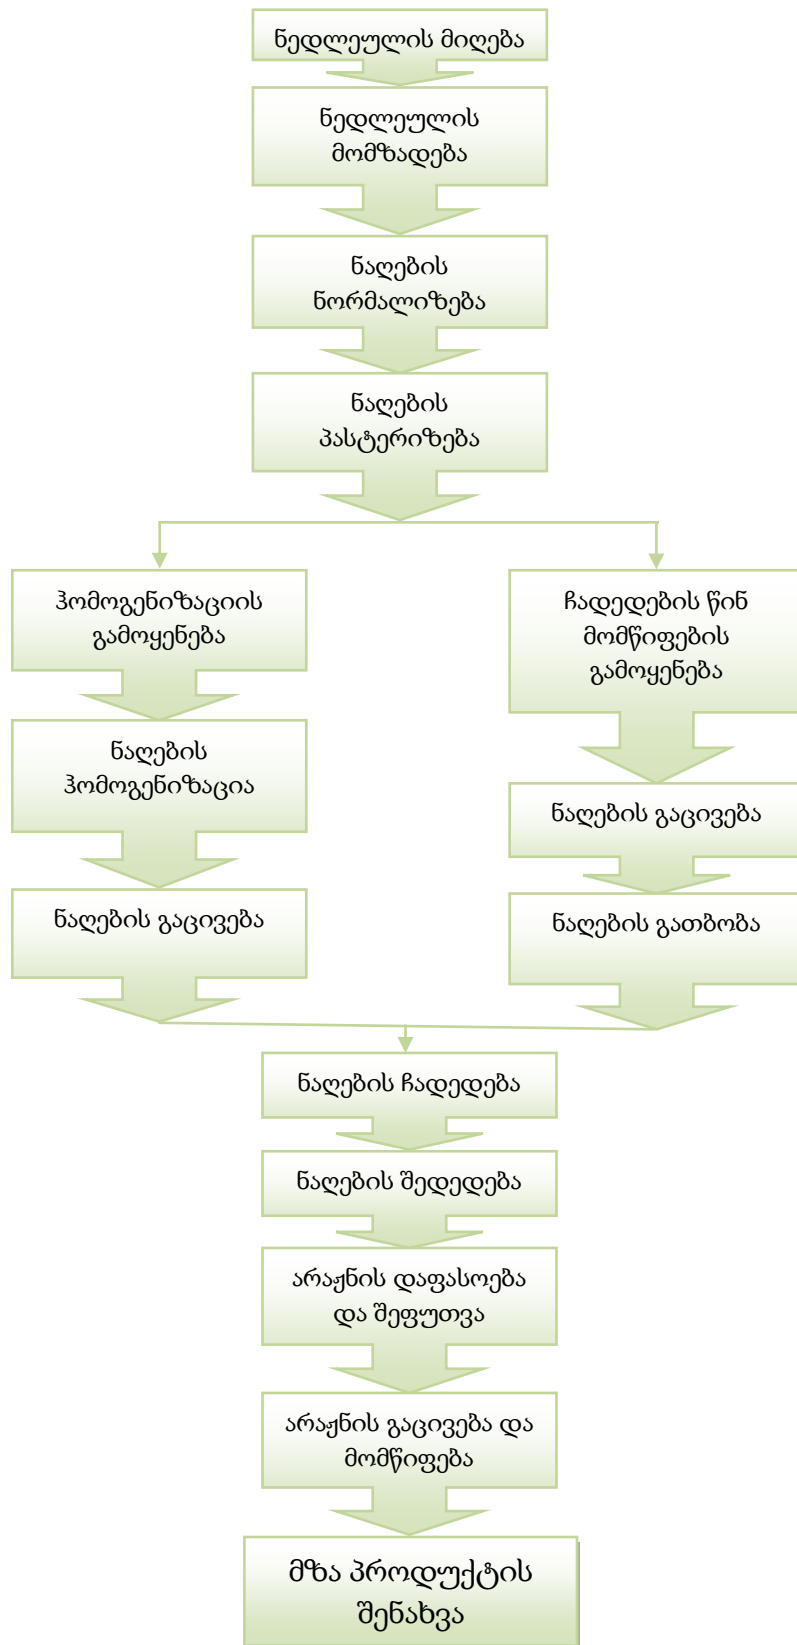 ნედლეულის მიღება
ნედლეულის
მომზადება
ნაღების
ნორმალიზება
ნაღების
პასტერიზება
ჰომოგენიზაციის
გამოყენება
ნაღების
ჰომოგენიზაცია
ნაღების გაცივება
ჩადედების წინ
მომწიფების
გამოყენება
ნაღების გაცივება
ნაღების გათბობა
ნაღების ჩადედება
ნაღების შედედება
არაჟნის დაფასოება
და შეფუთვა
არაჟნის გაცივება და
მომწიფება
მზა პროდუქტის
შენახვა